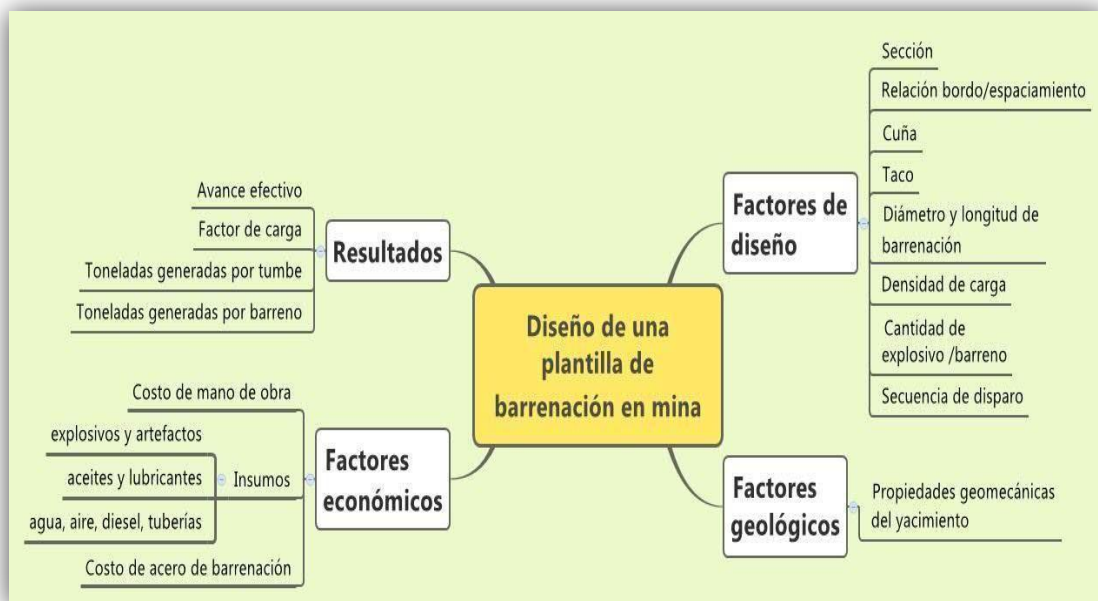 Diseño de una
plantilla de
barrenación en mina
Factores de
diseño
Sección
Relación bordo/espaciamiento
Cuña
Taco
Diámetro y longitud de
barrenación
Densidad de carga
Cantidad de
explosivo /barreno
Secuencia de disparo
Factores
geológicos
Propiedades geomecánicas
del yacimiento
Resultados
Avance efectivo
Factor de carga
Toneladas generadas por tumbe
Toneladas generadas por barreno
Factores
económicos
Costo de mano de obra
Insumos
explosivos y artefactos
aceites y lubricantes
agua, aire, diesel, tuberías
Costo de acero de barrenación